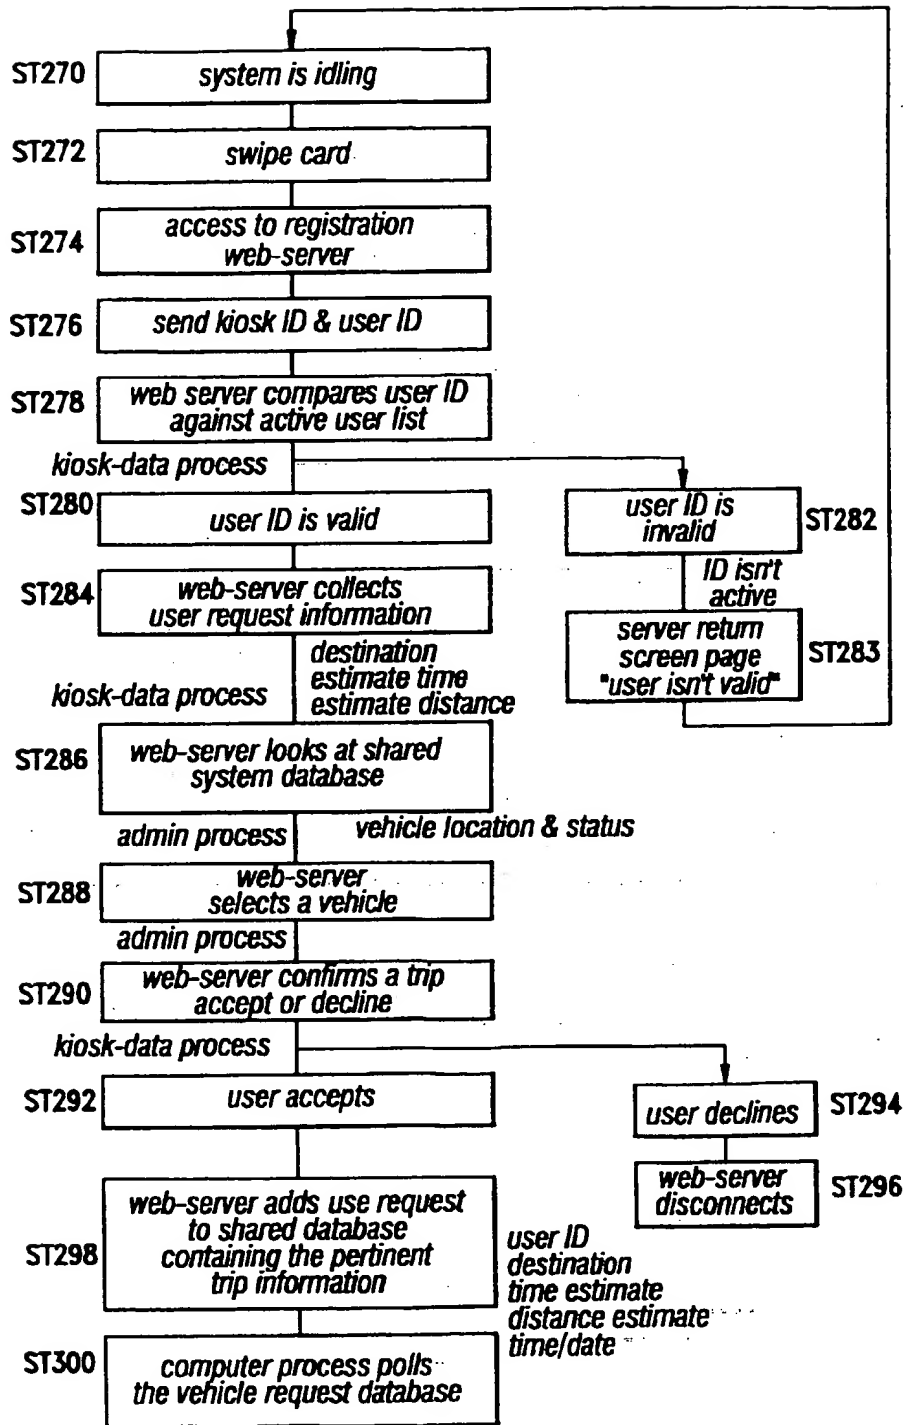 ST270
system is idling
ST272
swipe card
ST274
access to registration
web-server
ST276
send kiosk ID & user ID
ST278
web server compares user ID
against active user list
kiosk-data process
ST280
user ID is valid
user ID is
invalid
ST282
ID isn't
active
ST284
web-server collects
user request information
server return
screen page
"user isn't valid"
ST283
destination
estimate time
estimate distance
kiosk-data process
ST286
web-server looks at shared
system database
admin process
vehicle location & status
ST288
web-server
selects a vehicle
admin process
ST290
web-server confirms a trip
accept or decline
kiosk-data process
ST292
user accepts
user declines
ST294
web-server
disconnects
ST296
ST298
web-server adds use request
to shared database
containing the pertinent
trip information
user ID
destination
time estimate
distance estimate
time/date
ST300
computer process polls
the vehicle request database